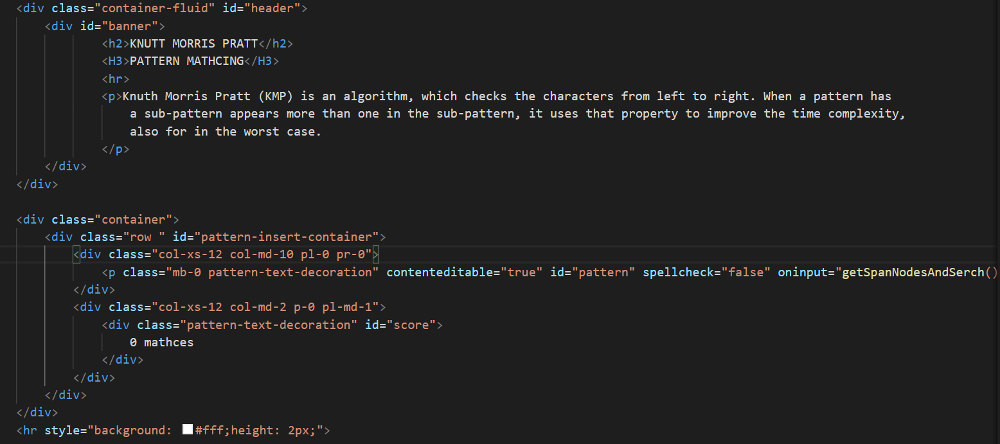 <div class="container-fluid" id="header">
<div id="banner">
<h2>KNUTT MORRIS PRATT</h2>
<H3>PATTERN MATHCING</H3>
<hr>
<p>Knuth Morris Pratt (KMP) is an algorithm, which checks the characters from left to right. When a pattern has
a sub-pattern appears more than one in the sub-pattern, it uses that property to improve the time complexity,
also for in the worst case.
</p>
</div>
</div>
<div class="container">
<div class="row " id="pattern-insert-container">
<div class="col-xs-12 col-md-10 pl-0 pr-0">
<p class="mb-0 pattern-text-decoration" contenteditable="true" id="pattern" spellcheck="false" oninput="getSpanNodesAndSerch()
</div>
<div class="col-xs-12 col-md-2 p-0 pl-md-1">
<div class="pattern-text-decoration" id="score">
0 mathces
</div>
</div>
</div>
</div>
<hr style="background: #fff;height: 2px;">